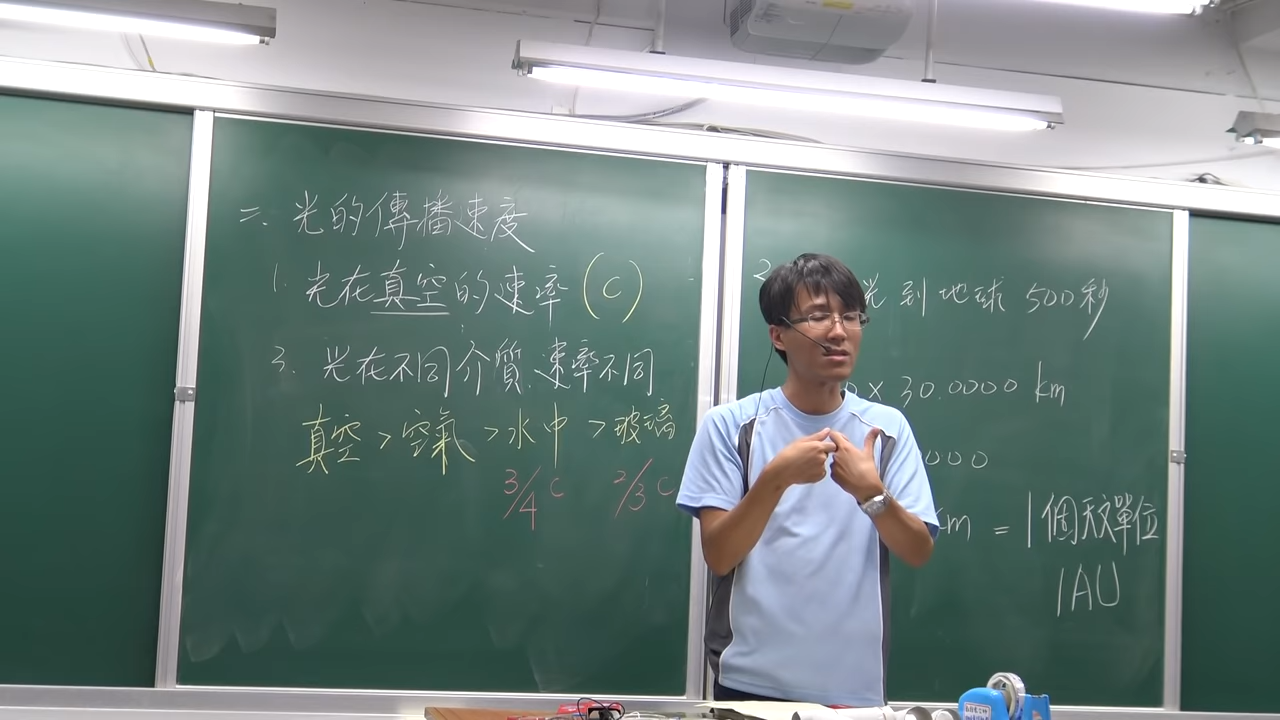 二. 光的傳播速度
1. 光在真空的速率 (c)
3. 光在不同介質,速率不同
真空 > 空氣 > 水中 > 玻璃
3/4 c 2/3 c
2
光到地球 500秒
0 × 30.0000 km
000
km = 1個天文單位
1AU